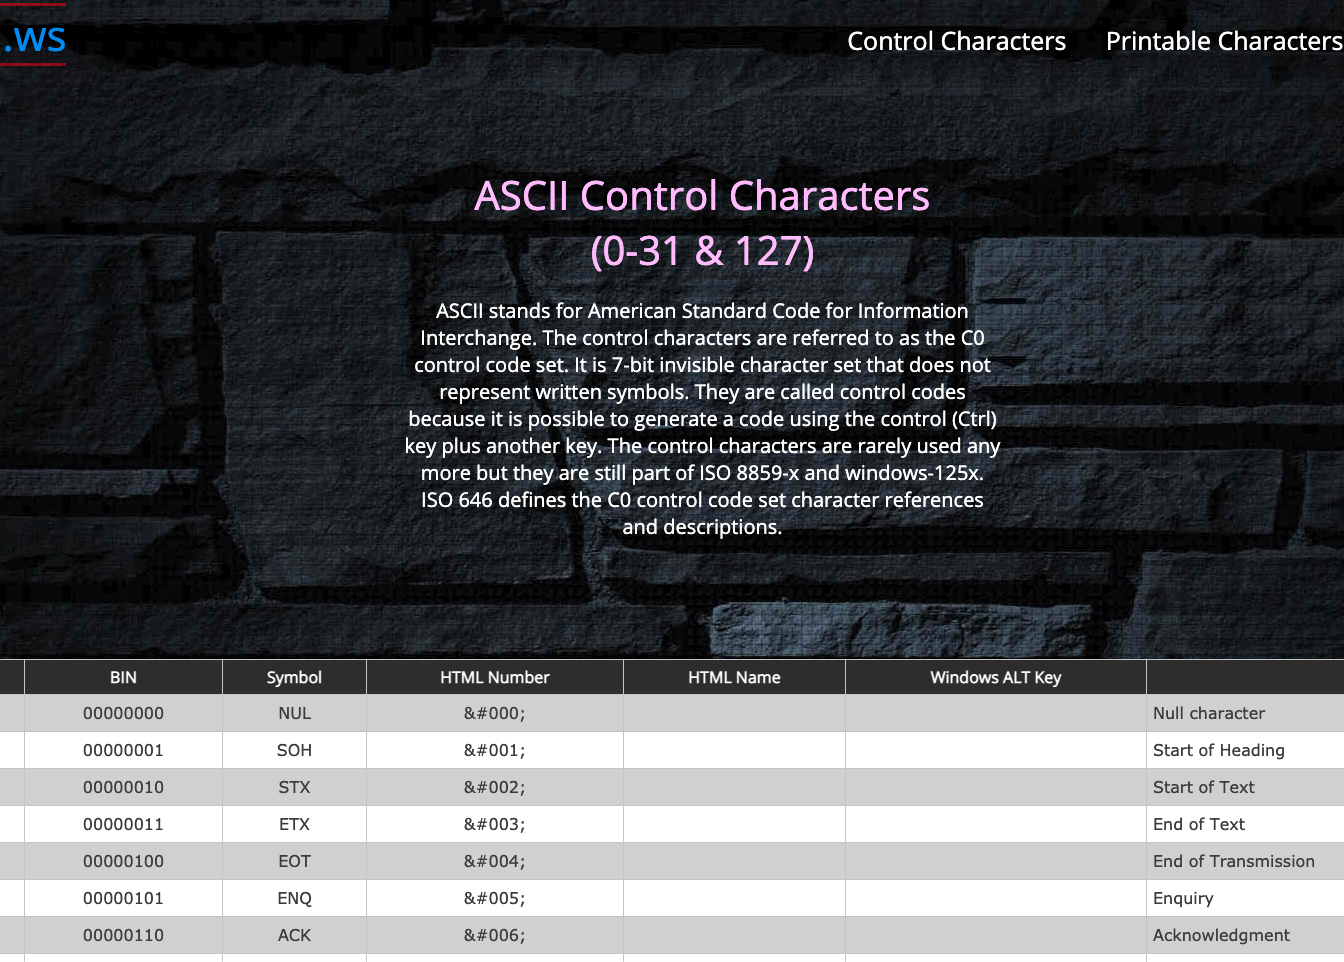 .ws
Control Characters Printable Characters
ASCII Control Characters
(0-31 & 127)
ASCII stands for American Standard Code for Information
Interchange. The control characters are referred to as the C0
control code set. It is 7-bit invisible character set that does not
represent written symbols. They are called control codes
because it is possible to generate a code using the control (Ctrl)
key plus another key. The control characters are rarely used any
more but they are still part of ISO 8859-x and windows-125x.
ISO 646 defines the C0 control code set character references
and descriptions.
BIN Symbol HTML Number HTML Name Windows ALT Key
00000000 NUL &#000; Null character
00000001 SOH &#001; Start of Heading
00000010 STX &#002; Start of Text
00000011 ETX &#003; End of Text
00000100 EOT &#004; End of Transmission
00000101 ENQ &#005; Enquiry
00000110 ACK &#006; Acknowledgment